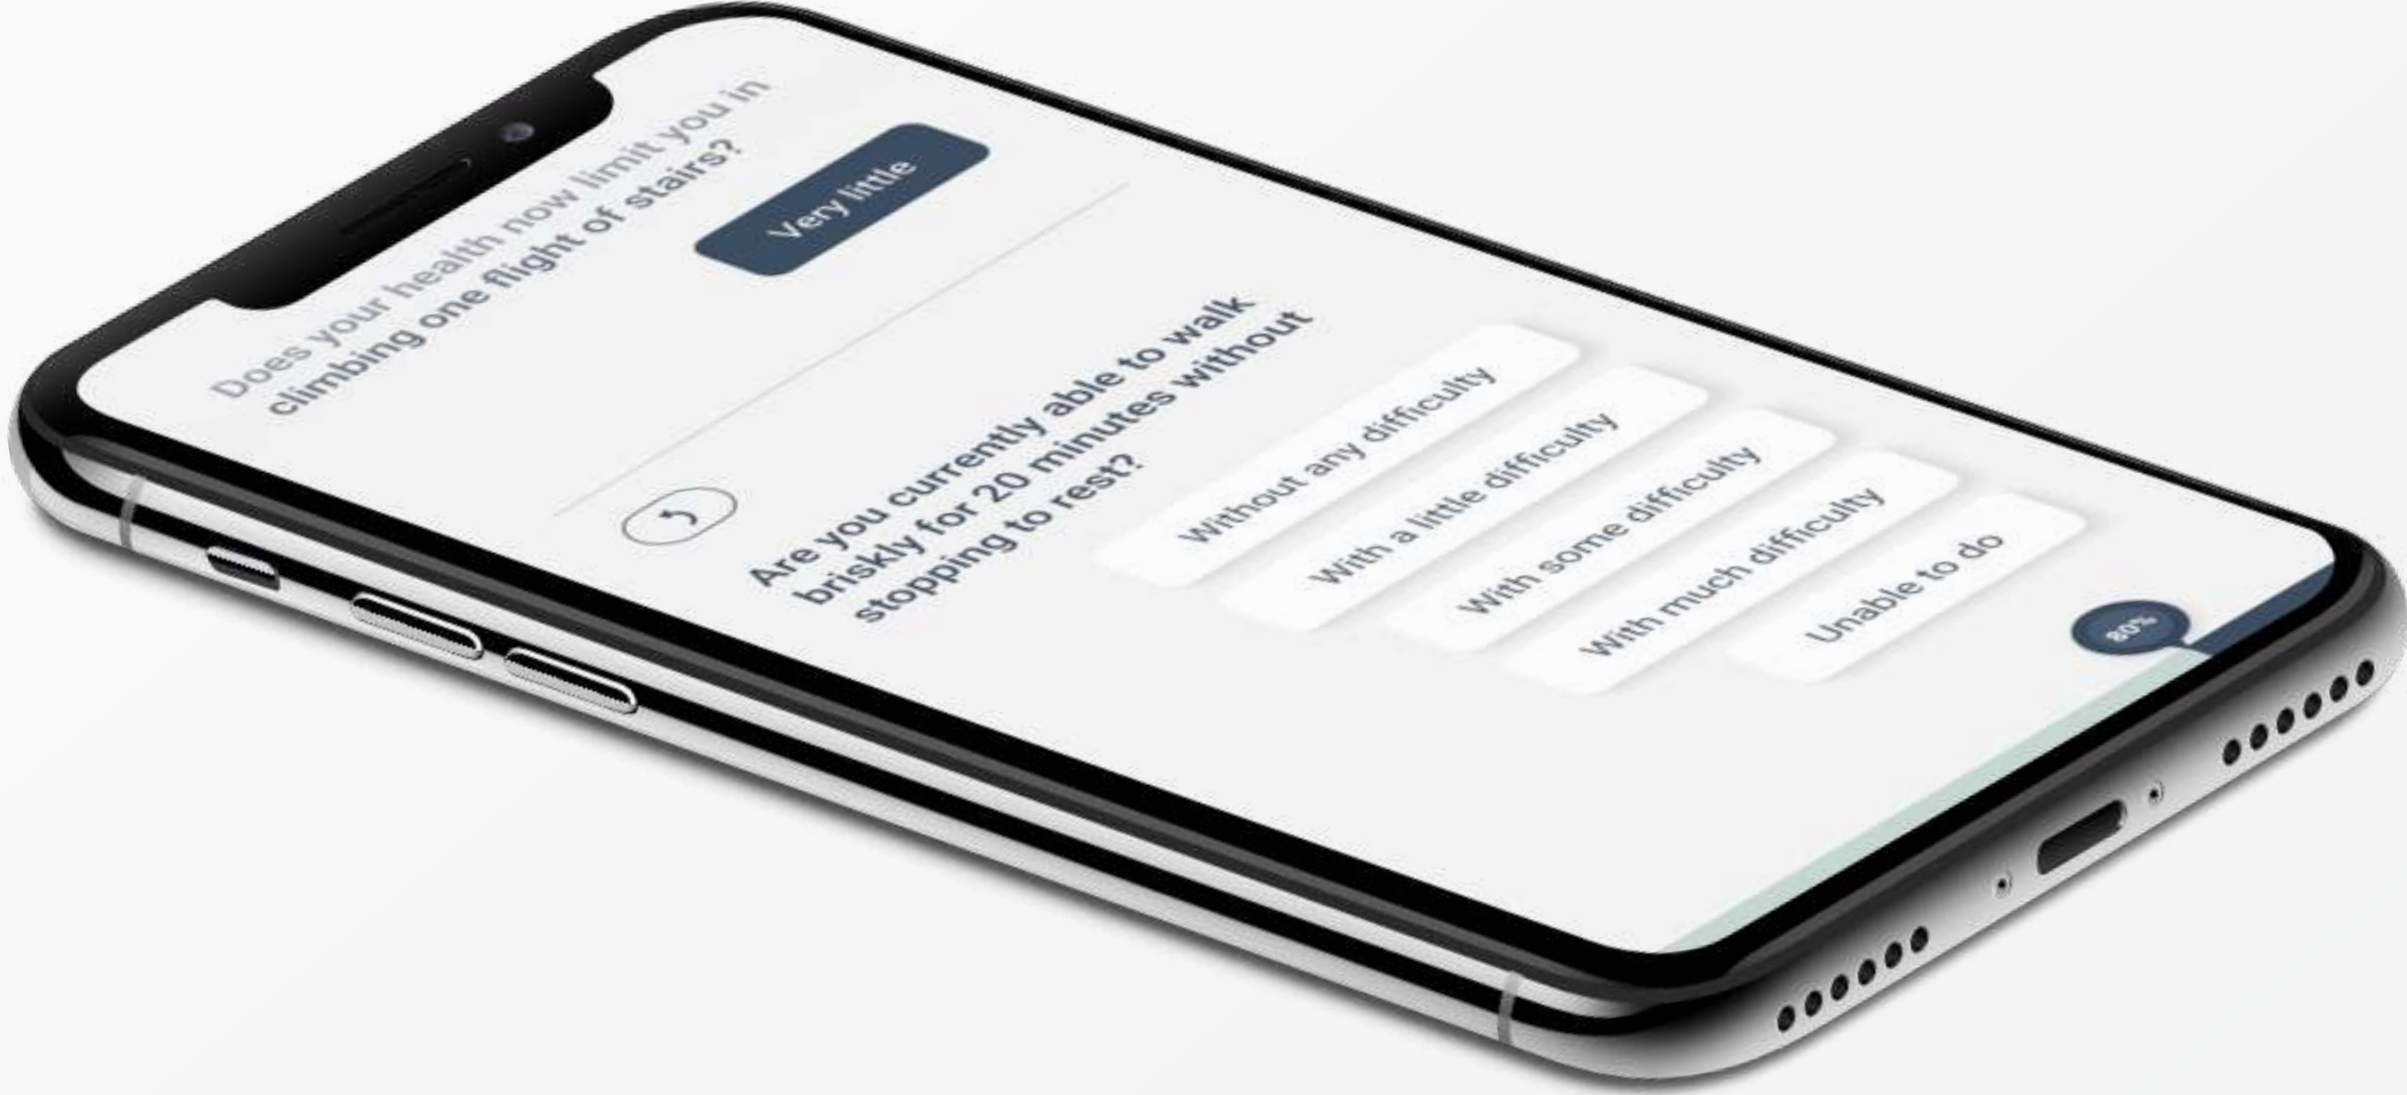 Does your health now limit you in
climbing one flight of stairs?
Very little
Are you currently able to walk
briskly for 20 minutes without
stopping to rest?
Without any difficulty
With a little difficulty
With some difficulty
With much difficulty
Unable to do
80%